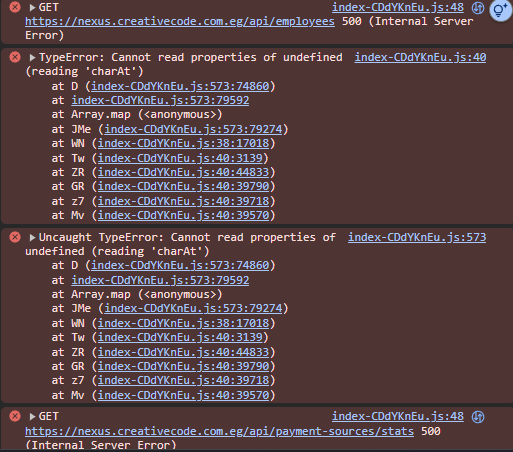 GET index-CDdYKnEu.js:48
https://nexus.creativecode.com.eg/api/employees 500 (Internal Server
Error)
TypeError: Cannot read properties of undefined index-CDdYKnEu.js:40
(reading 'charAt')
at D (index-CDdYKnEu.js:573:74860)
at index-CDdYKnEu.js:573:79592
at Array.map (<anonymous>)
at JMe (index-CDdYKnEu.js:573:79274)
at WN (index-CDdYKnEu.js:38:17018)
at Tw (index-CDdYKnEu.js:40:3139)
at ZR (index-CDdYKnEu.js:40:44833)
at GR (index-CDdYKnEu.js:40:39790)
at z7 (index-CDdYKnEu.js:40:39718)
at Mv (index-CDdYKnEu.js:40:39570)
Uncaught TypeError: Cannot read properties of index-CDdYKnEu.js:573
undefined (reading 'charAt')
at D (index-CDdYKnEu.js:573:74860)
at index-CDdYKnEu.js:573:79592
at Array.map (<anonymous>)
at JMe (index-CDdYKnEu.js:573:79274)
at WN (index-CDdYKnEu.js:38:17018)
at Tw (index-CDdYKnEu.js:40:3139)
at ZR (index-CDdYKnEu.js:40:44833)
at GR (index-CDdYKnEu.js:40:39790)
at z7 (index-CDdYKnEu.js:40:39718)
at Mv (index-CDdYKnEu.js:40:39570)
GET index-CDdYKnEu.js:48
https://nexus.creativecode.com.eg/api/payment-sources/stats 500
(Internal Server Error)